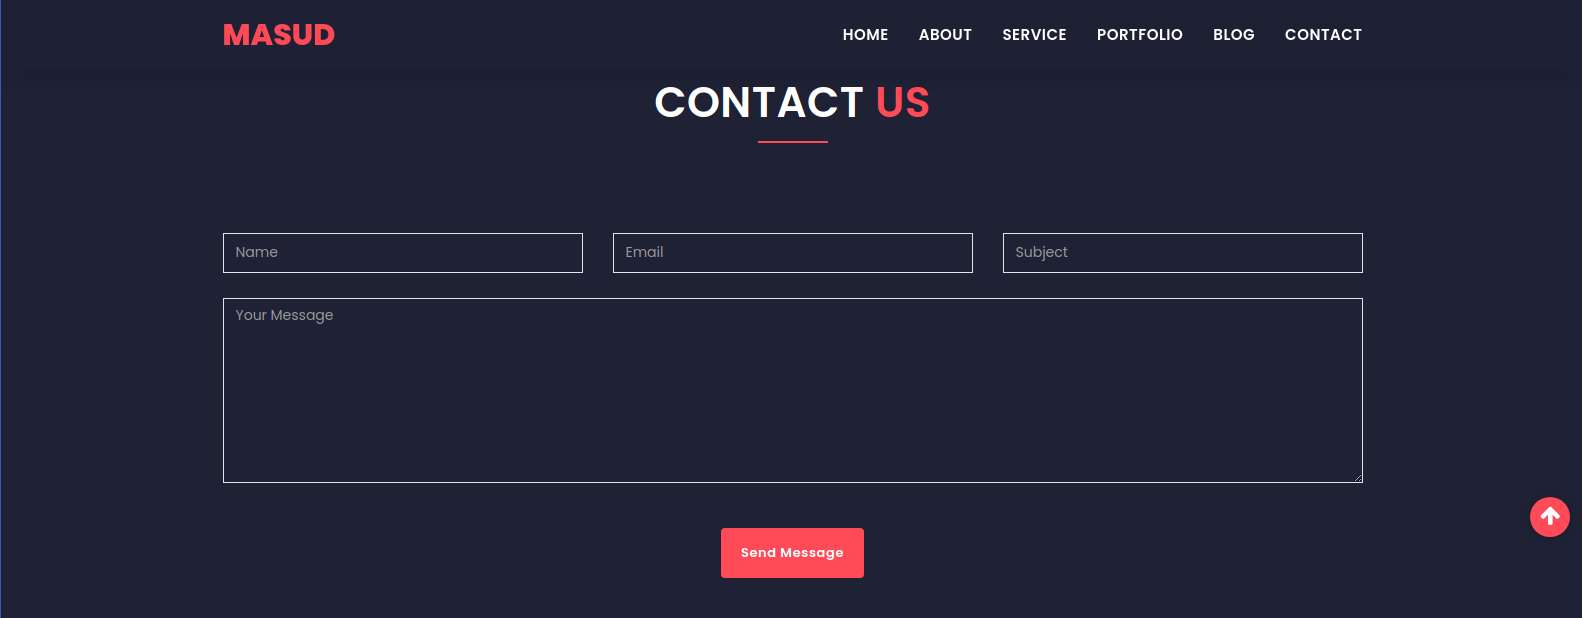 MASUD HOME ABOUT SERVICE PORTFOLIO BLOG CONTACT
CONTACT US
Name Email Subject
Your Message
Send Message